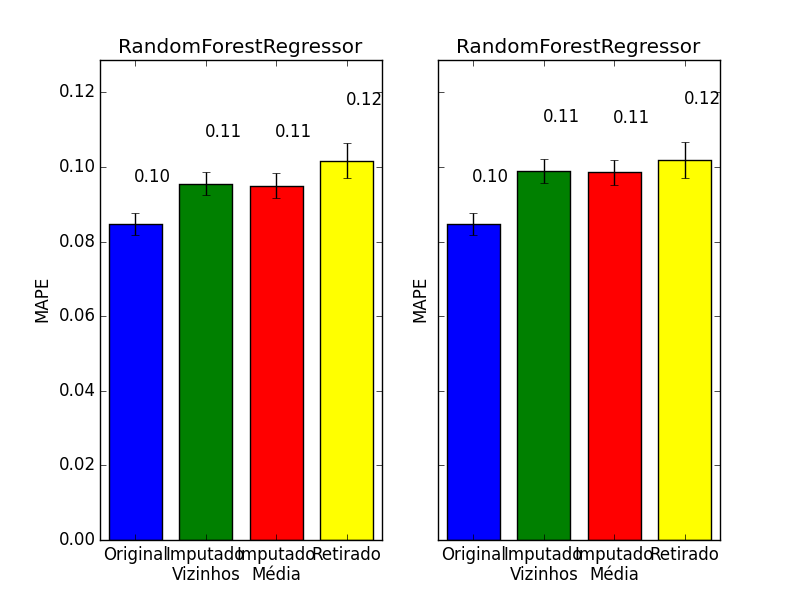 RandomForestRegressor
MAPE
0.12
0.10
0.08
0.06
0.04
0.02
0.00
0.10
0.11
0.11
0.12
Original
Imputado
Vizinhos
Imputado
Média
Retirado
RandomForestRegressor
MAPE
0.10
0.11
0.11
0.12
Original
Imputado
Vizinhos
Imputado
Média
Retirado